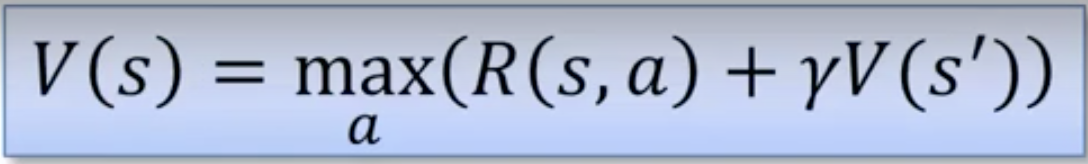 V(s) = max(R(s, a) + γV(s′))
a